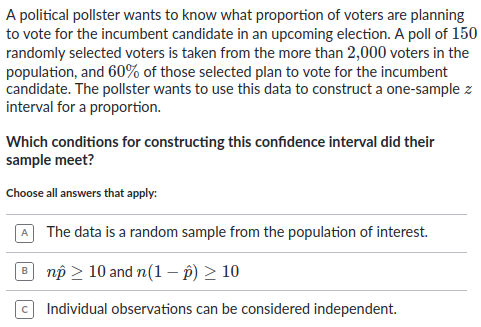 A political pollster wants to know what proportion of voters are planning
to vote for the incumbent candidate in an upcoming election. A poll of 150
randomly selected voters is taken from the more than 2,000 voters in the
population, and 60% of those selected plan to vote for the incumbent
candidate. The pollster wants to use this data to construct a one-sample z
interval for a proportion.
Which conditions for constructing this confidence interval did their
sample meet?
Choose all answers that apply:
A The data is a random sample from the population of interest.
B np̂ ≥ 10 and n(1 − p̂) ≥ 10
C Individual observations can be considered independent.